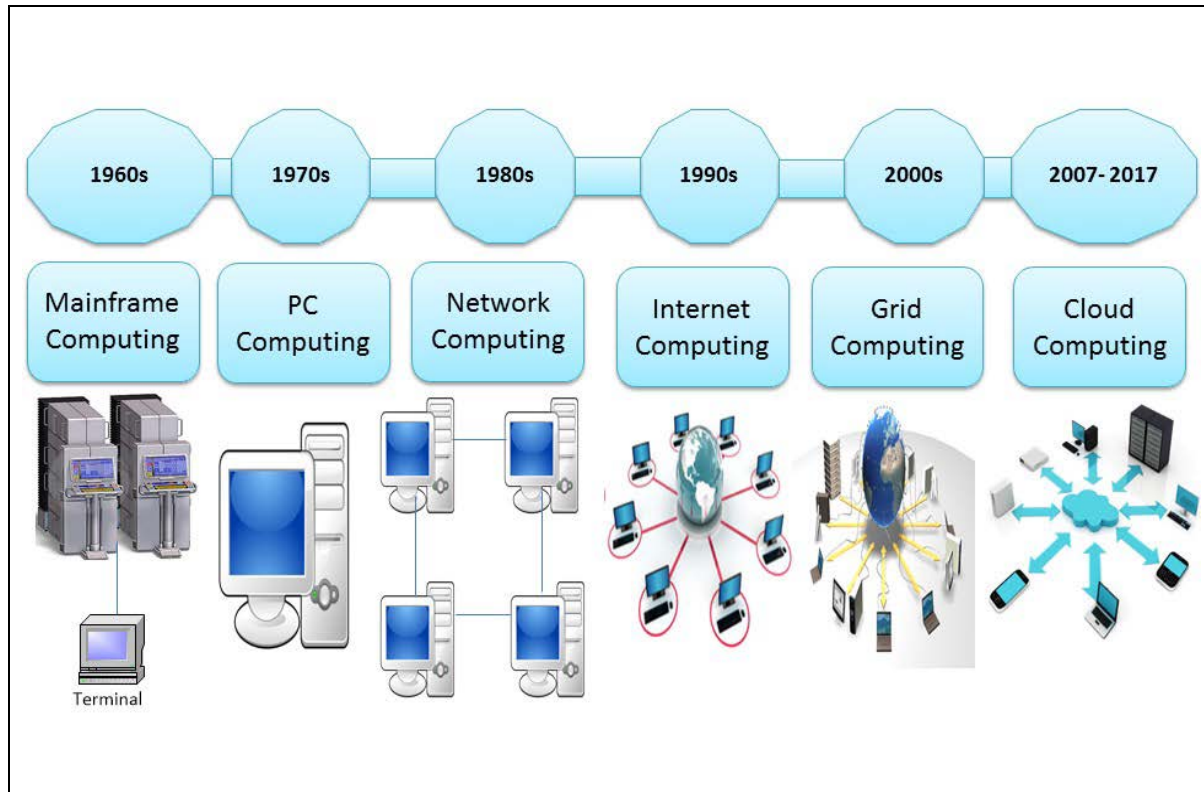 1960s
1970s
1980s
1990s
2000s
2007- 2017
Mainframe
Computing
PC
Computing
Network
Computing
Internet
Computing
Grid
Computing
Cloud
Computing
Terminal